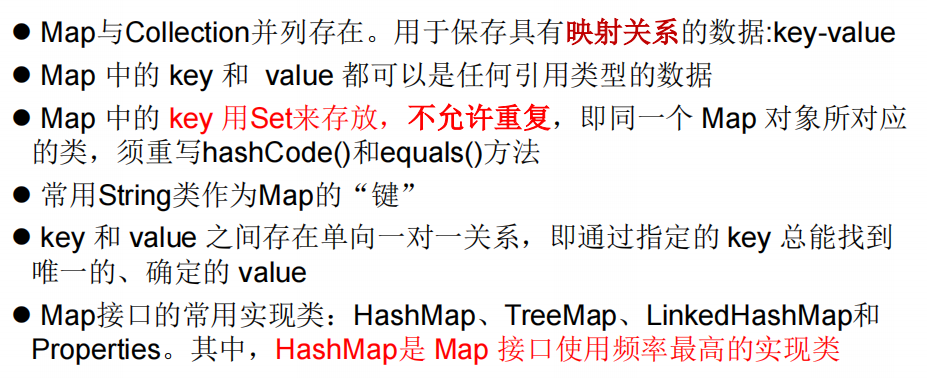 ● Map与Collection并列存在。用于保存具有映射关系的数据:key-value
● Map 中的 key 和 value 都可以是任何引用类型的数据
● Map 中的 key 用Set来存放，不允许重复，即同一个 Map 对象所对应
的类，须重写hashCode()和equals()方法
● 常用String类作为Map的“键”
● key 和 value 之间存在单向一对一关系，即通过指定的 key 总能找到
唯一的、确定的 value
● Map接口的常用实现类：HashMap、TreeMap、LinkedHashMap和
Properties。其中，HashMap是 Map 接口使用频率最高的实现类